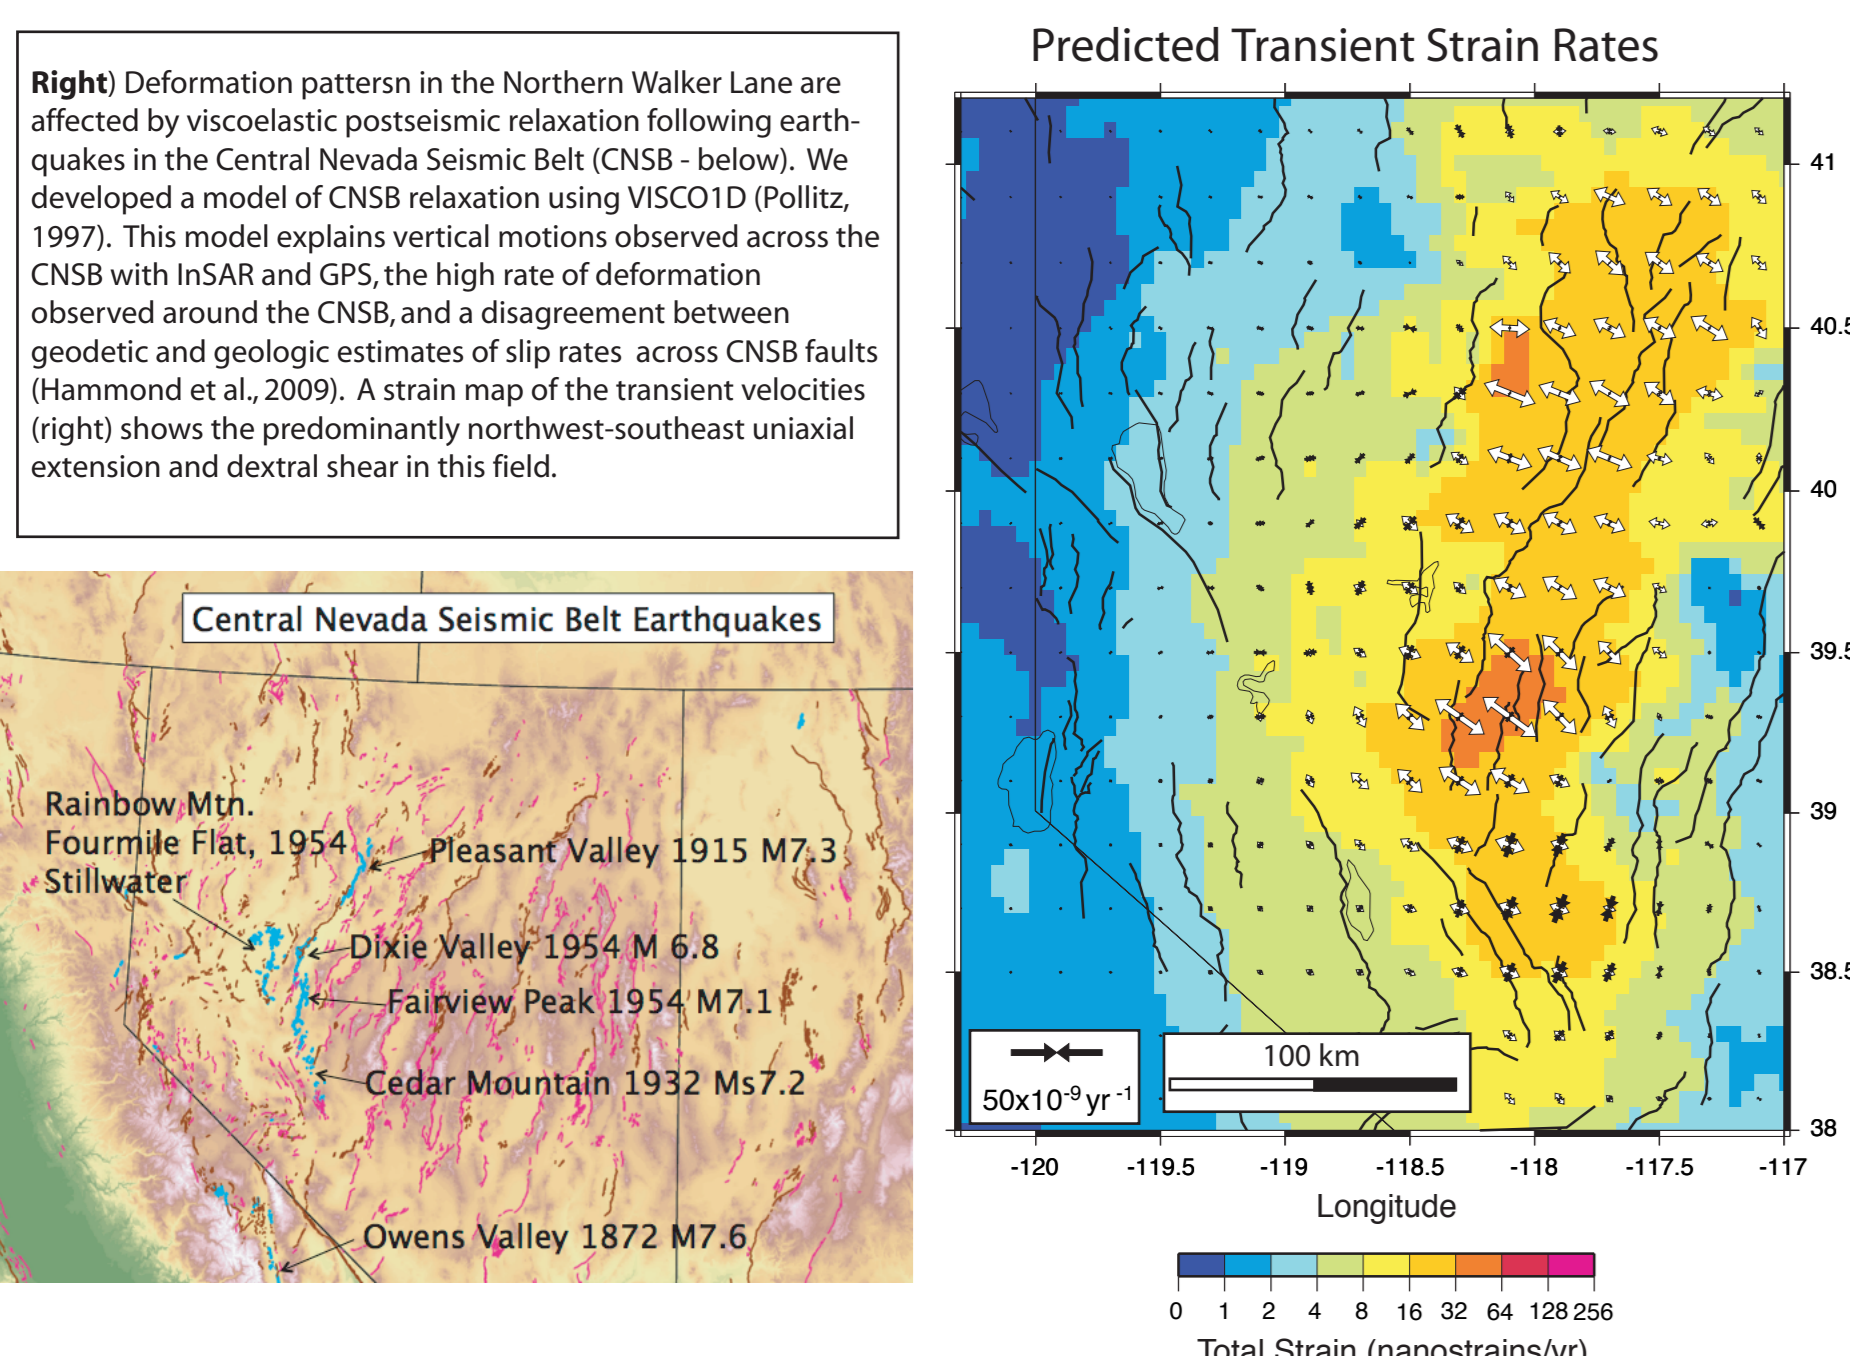 Right) Deformation pattersn in the Northern Walker Lane are
affected by viscoelastic postseismic relaxation following earth-
quakes in the Central Nevada Seismic Belt (CNSB - below).  We
developed a model of CNSB relaxation using VISCO1D (Pollitz,
1997).  This model explains vertical motions observed across the
CNSB with InSAR and GPS, the high rate of deformation
observed around the CNSB, and a disagreement between
geodetic and geologic estimates of slip rates  across CNSB faults
(Hammond et al., 2009).  A strain map of the transient velocities
(right) shows the predominantly northwest-southeast uniaxial
extension and dextral shear in this field.
Central Nevada Seismic Belt Earthquakes
Rainbow Mtn.
Fourmile Flat, 1954
Stillwater
Pleasant Valley 1915 M7.3
Dixie Valley 1954 M 6.8
Fairview Peak 1954 M7.1
Cedar Mountain 1932 Ms7.2
Owens Valley 1872 M7.6
Predicted Transient Strain Rates
41
40.5
40
39.5
39
38.5
38
50x10⁻⁹ yr⁻¹
100 km
-120 -119.5 -119 -118.5 -118 -117.5 -117
Longitude
0 1 2 4 8 16 32 64 128 256
Total Strain (nanostrains/yr)